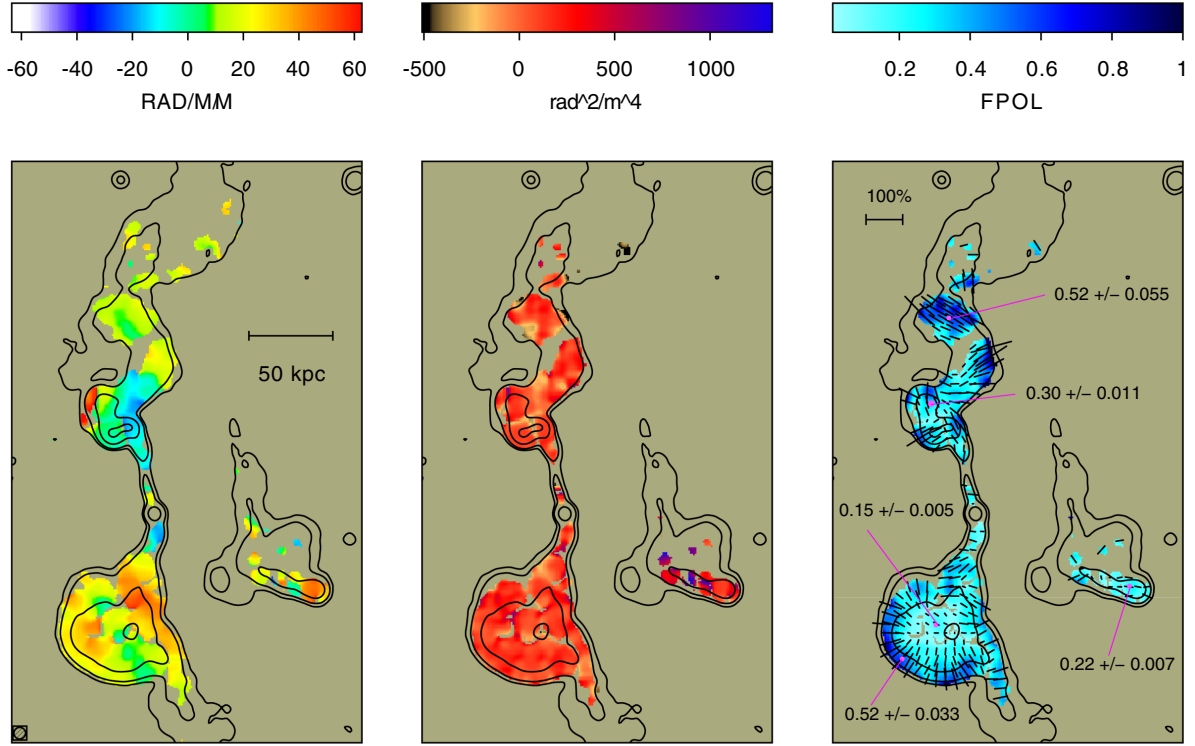 -60 -40 -20 0 20 40 60
RAD/M/M
-500 0 500 1000
rad^2/m^4
0.2 0.4 0.6 0.8 1
FPOL
50 kpc
100%
0.52 +/- 0.055
0.30 +/- 0.011
0.15 +/- 0.005
0.22 +/- 0.007
0.52 +/- 0.033